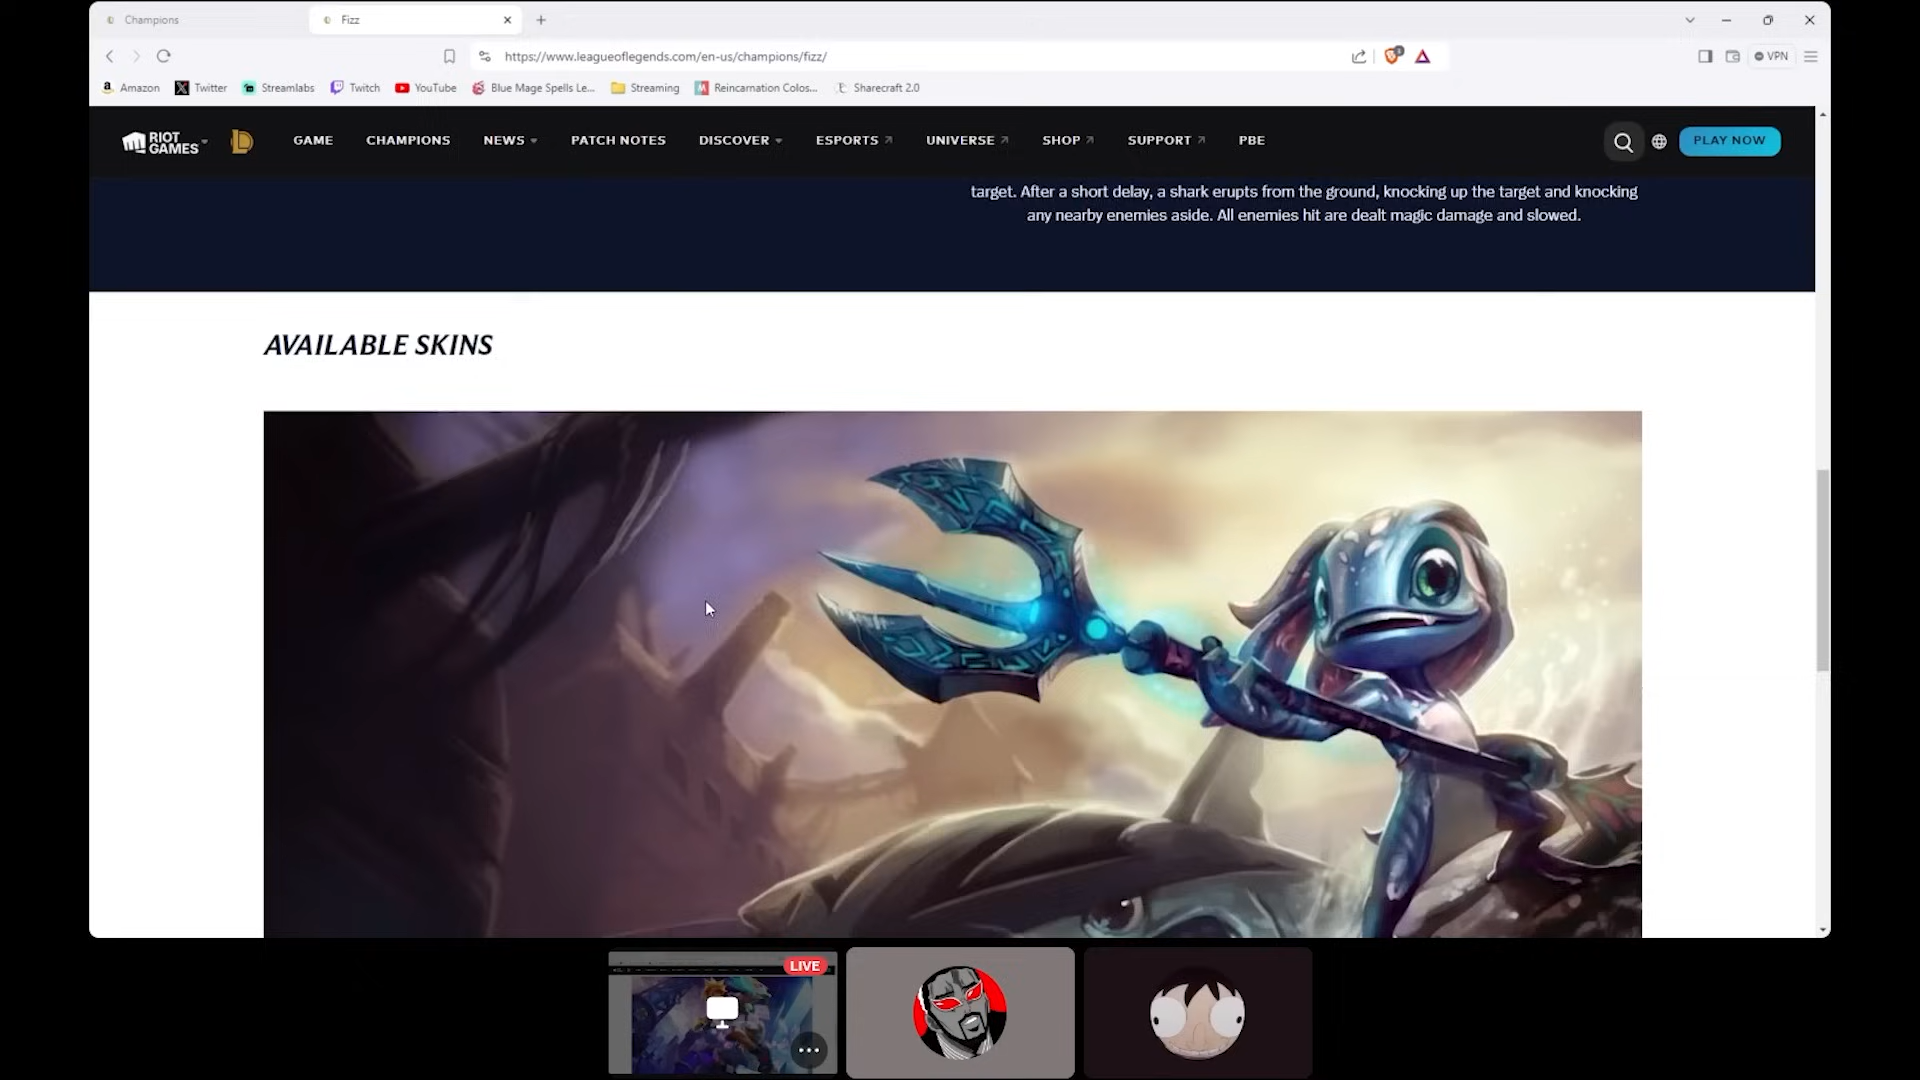 Champions
Fizz
https://www.leagueoflegends.com/en-us/champions/fizz/
VPN
Amazon Twitter Streamlabs Twitch YouTube Blue Mage Spells Le... Streaming Reincarnation Colos... Sharecraft 2.0
RIOT GAMES GAME CHAMPIONS NEWS PATCH NOTES DISCOVER ESPORTS UNIVERSE SHOP SUPPORT PBE PLAY NOW
target. After a short delay, a shark erupts from the ground, knocking up the target and knocking
any nearby enemies aside. All enemies hit are dealt magic damage and slowed.
AVAILABLE SKINS
LIVE